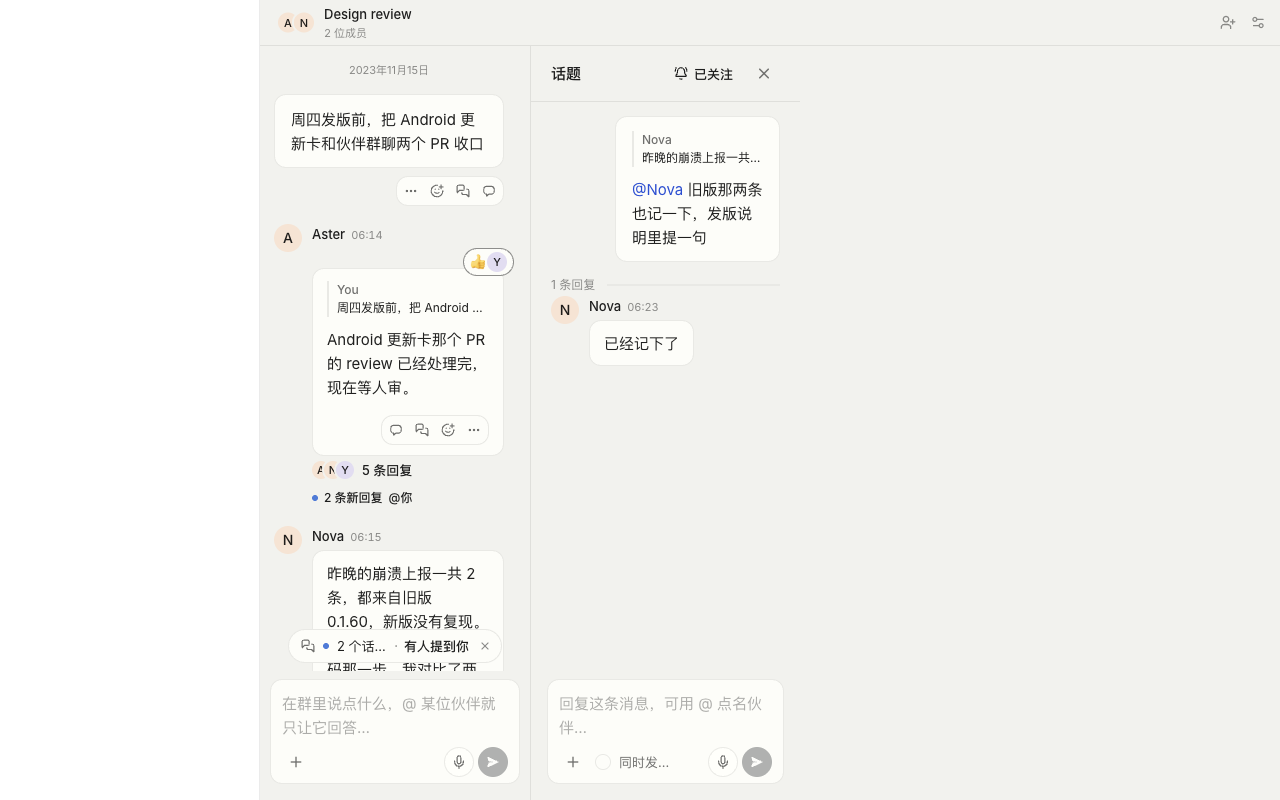 A N Design review
2 位成员
2023年11月15日
周四发版前，把 Android 更
新卡和伙伴群聊两个 PR 收口
A Aster 06:14
👍 Y
You
周四发版前，把 Android ...
Android 更新卡那个 PR
的 review 已经处理完，
现在等人审。
A N Y 5 条回复
2 条新回复 @你
N Nova 06:15
昨晚的崩溃上报一共 2
条，都来自旧版
0.1.60，新版没有复现。
2 个话... · 有人提到你
码那一步，我对比了两
在群里说点什么，@ 某位伙伴就
只让它回答...
话题 已关注
Nova
昨晚的崩溃上报一共...
@Nova 旧版那两条
也记一下，发版说
明里提一句
1 条回复
N Nova 06:23
已经记下了
回复这条消息，可用 @ 点名伙
伴...
同时发...